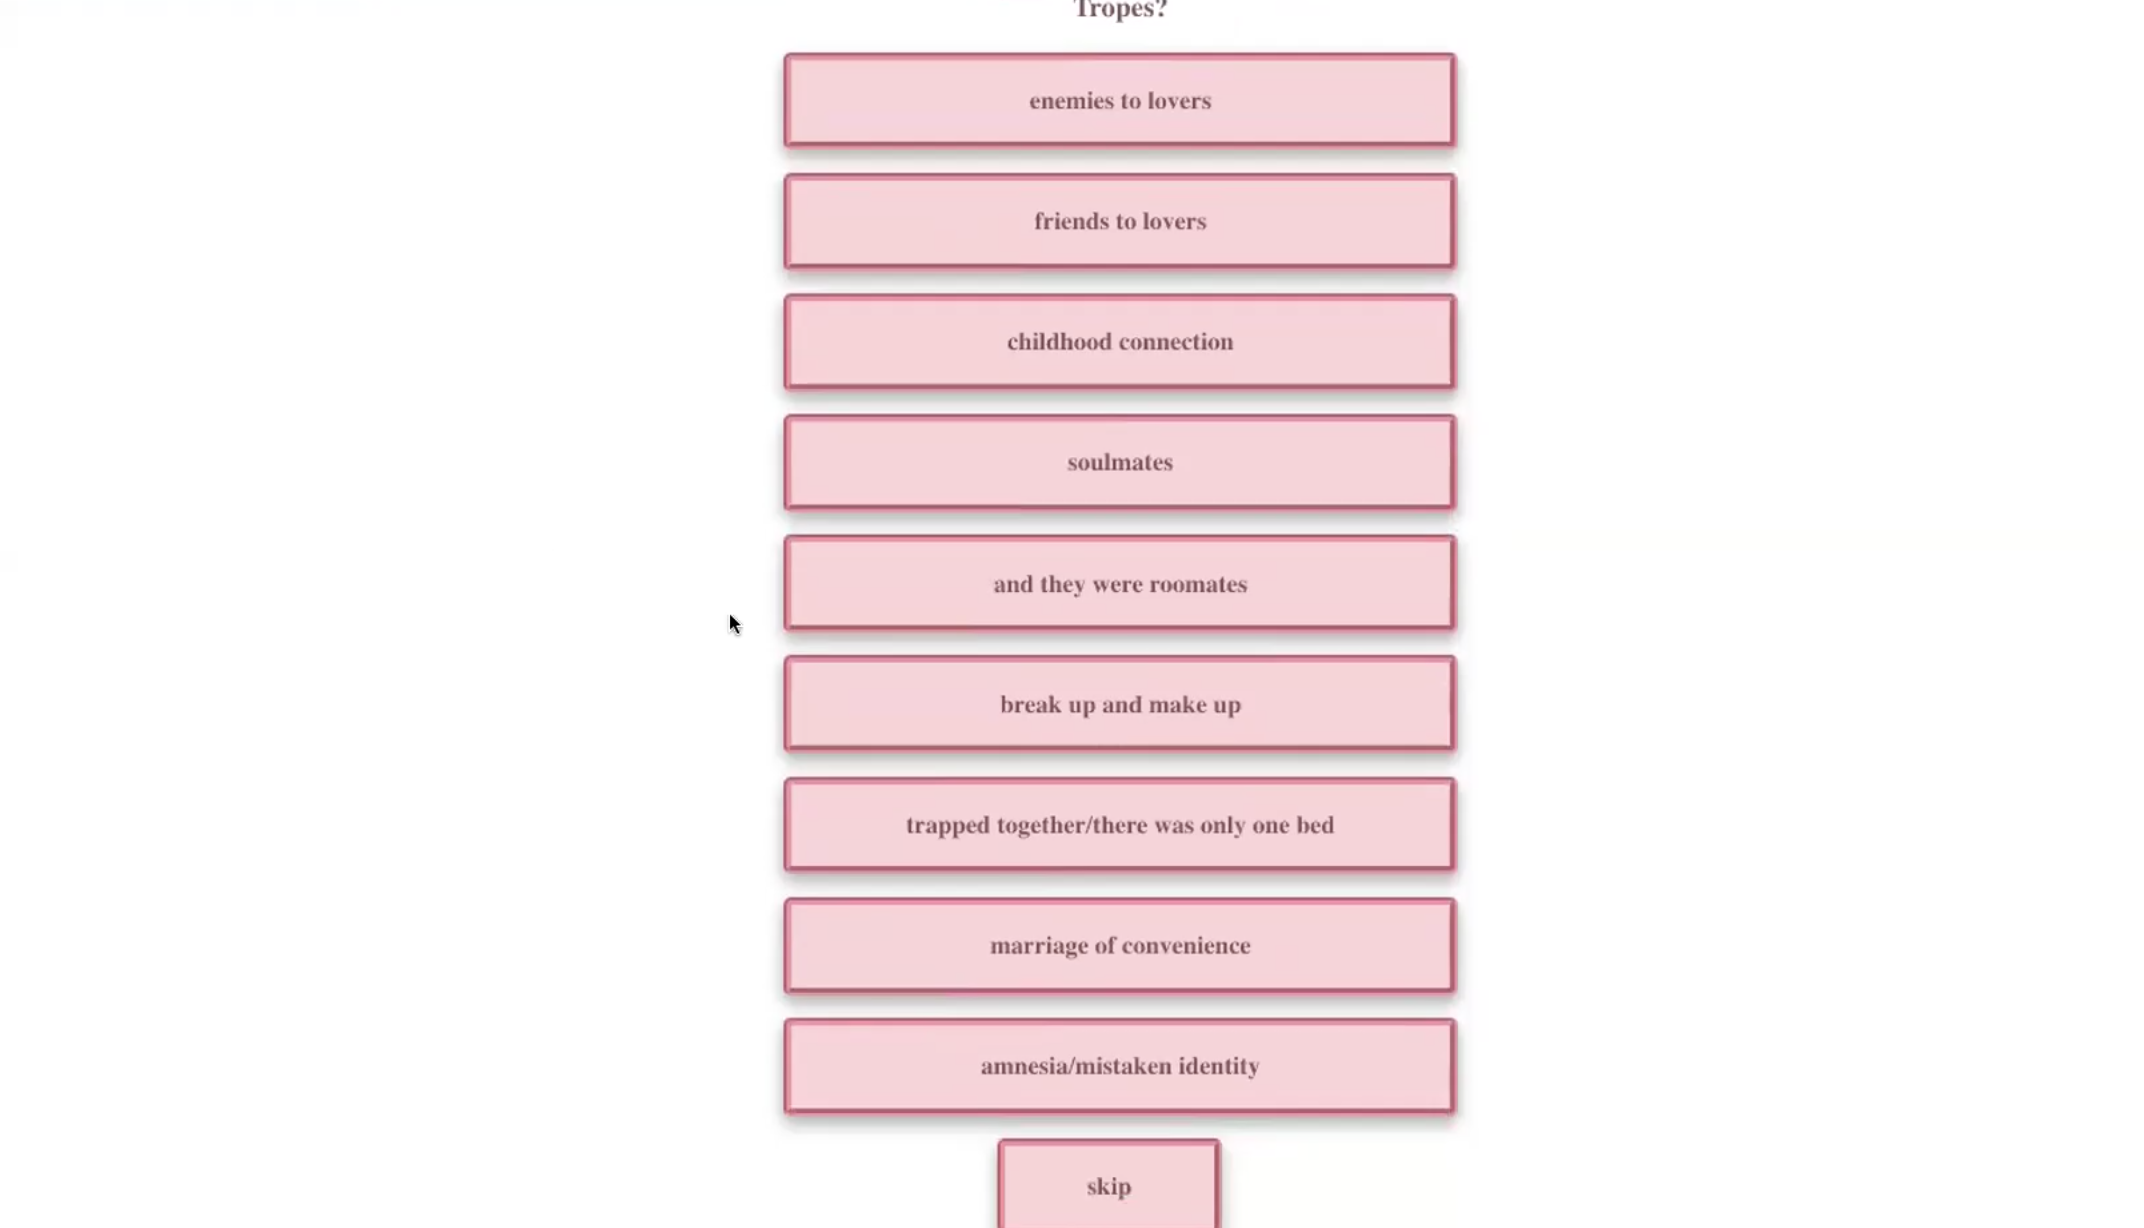 Tropes?
enemies to lovers
friends to lovers
childhood connection
soulmates
and they were roomates
break up and make up
trapped together/there was only one bed
marriage of convenience
amnesia/mistaken identity
skip